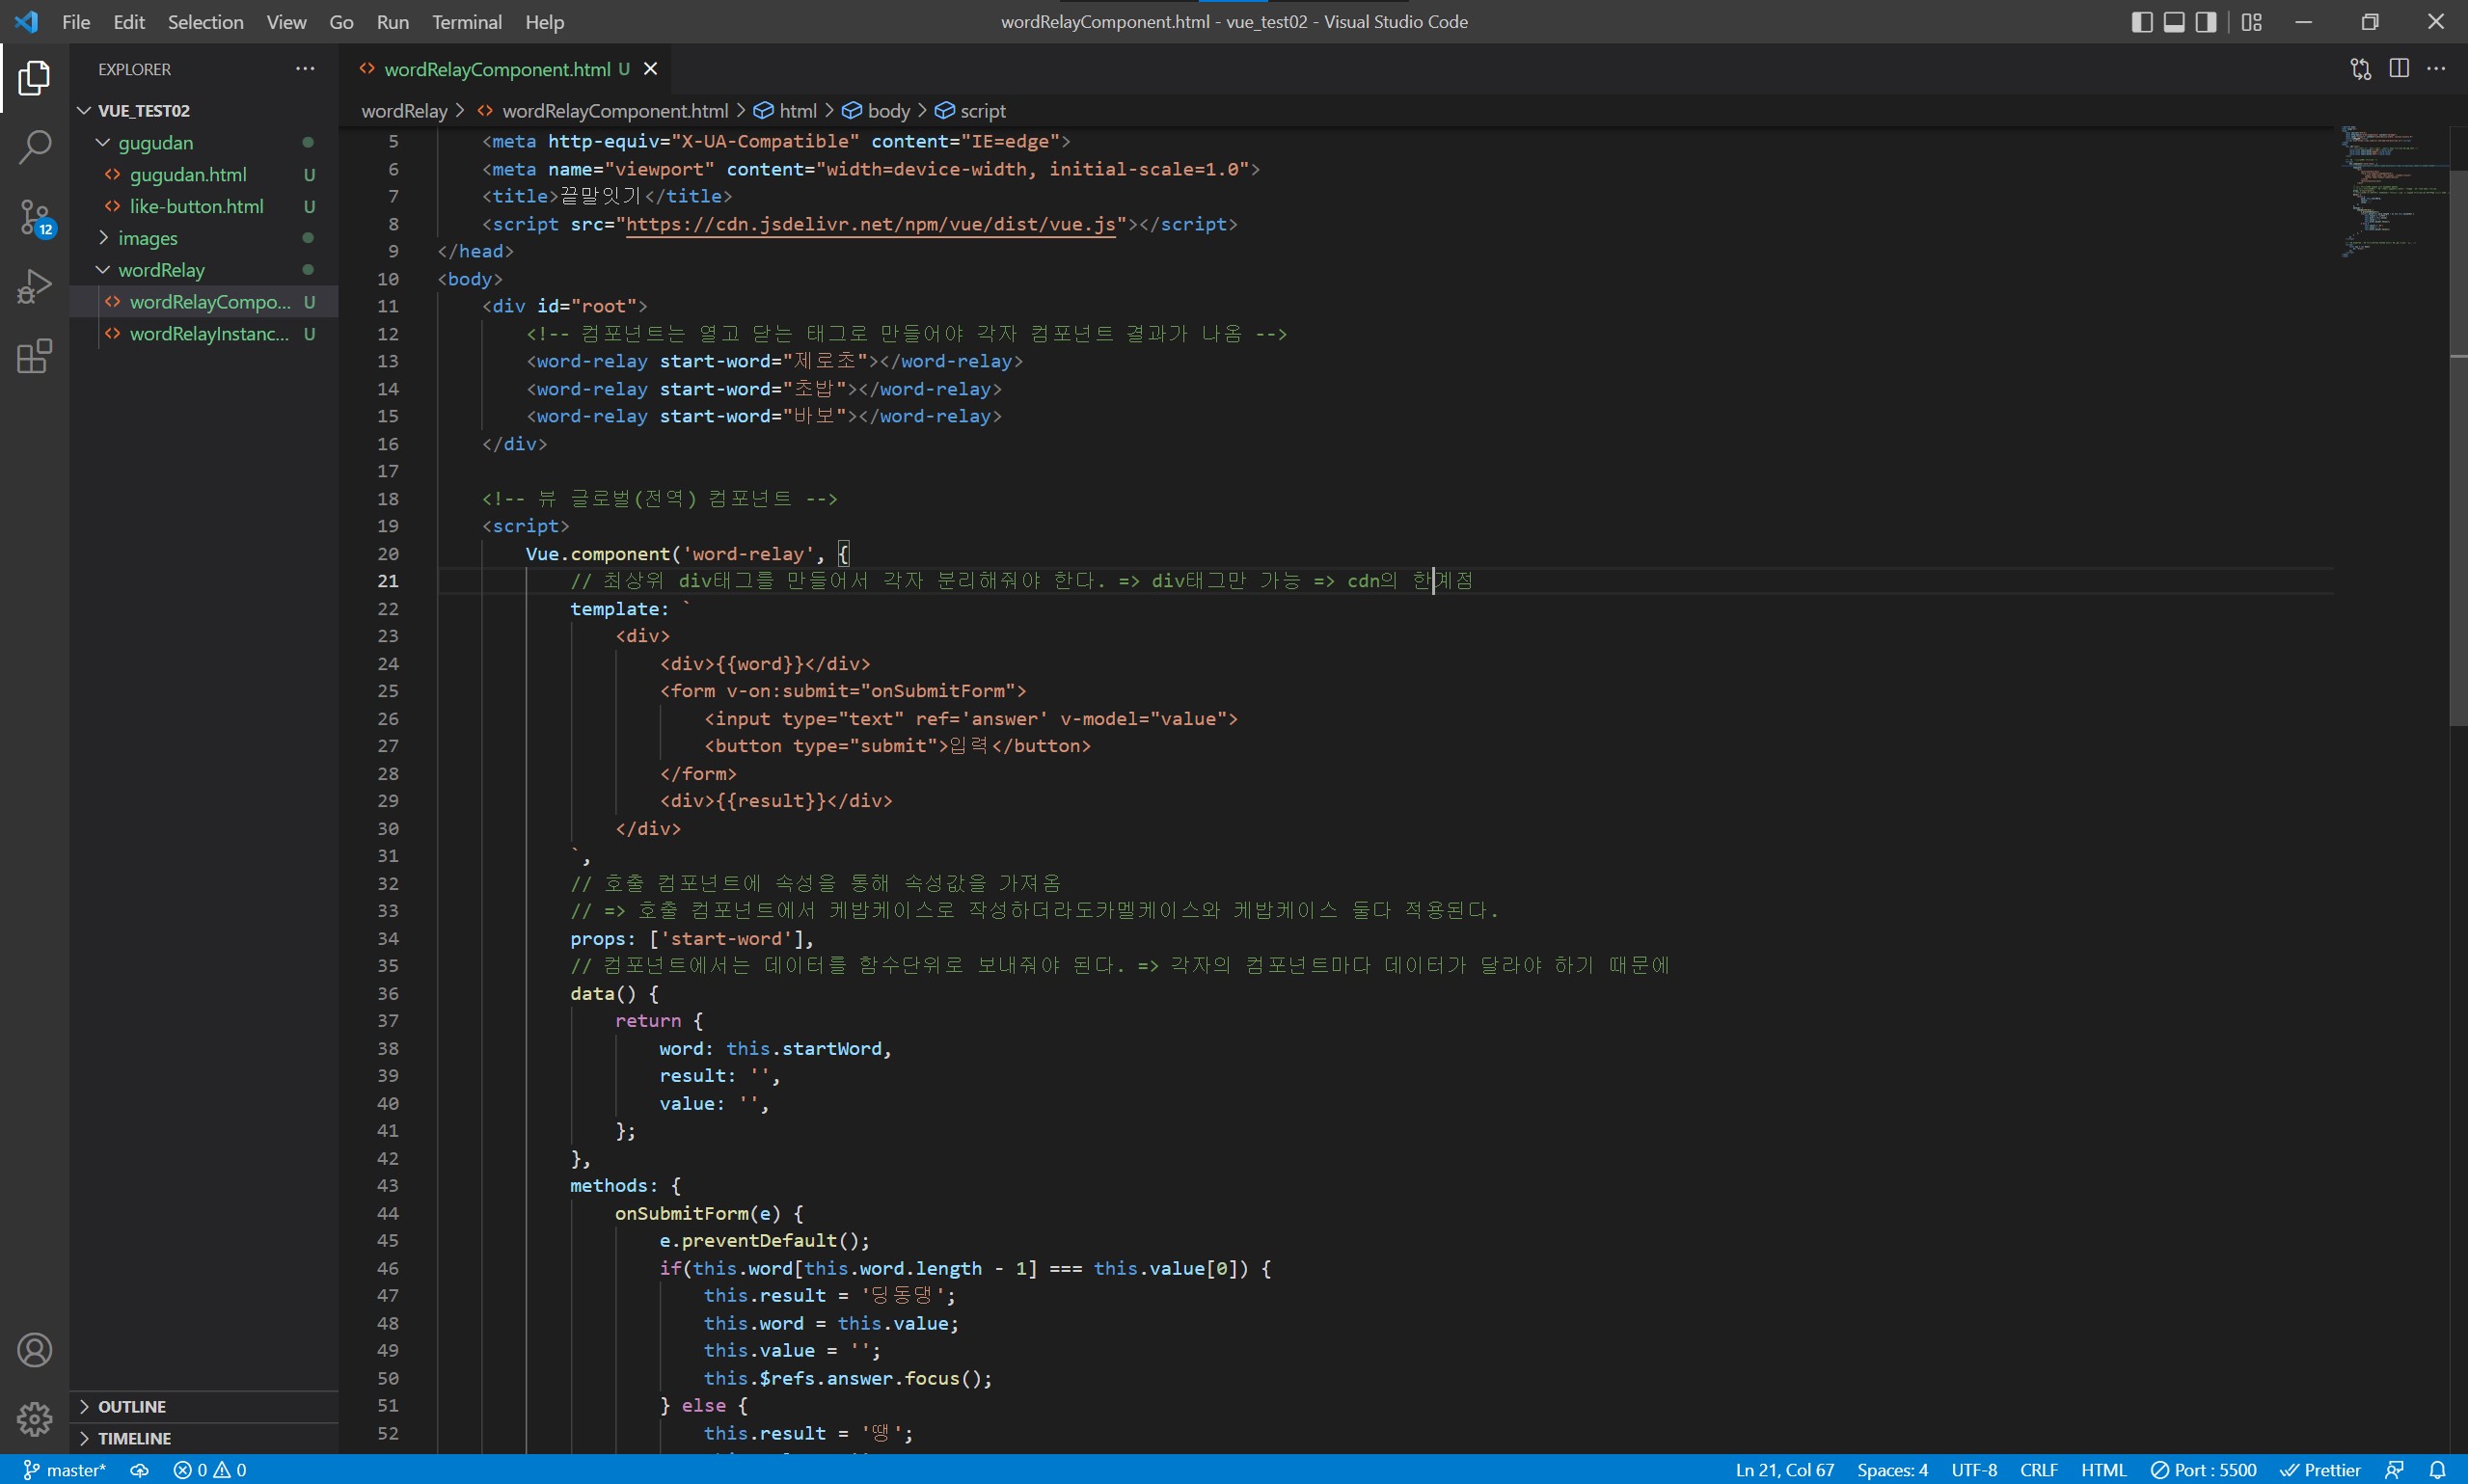 File Edit Selection View Go Run Terminal Help
wordRelayComponent.html - vue_test02 - Visual Studio Code
EXPLORER
VUE_TEST02
gugudan
gugudan.html U
like-button.html U
images
wordRelay
wordRelayCompo... U
wordRelayInstanc... U
12
OUTLINE
TIMELINE
wordRelayComponent.html U
wordRelay > wordRelayComponent.html > html > body > script
5 <meta http-equiv="X-UA-Compatible" content="IE=edge">
6 <meta name="viewport" content="width=device-width, initial-scale=1.0">
7 <title>끝말잇기</title>
8 <script src="https://cdn.jsdelivr.net/npm/vue/dist/vue.js"></script>
9 </head>
10 <body>
11 <div id="root">
12 <!-- 컴포넌트는 열고 닫는 태그로 만들어야 각자 컴포넌트 결과가 나옴 -->
13 <word-relay start-word="제로초"></word-relay>
14 <word-relay start-word="초밥"></word-relay>
15 <word-relay start-word="바보"></word-relay>
16 </div>
17
18 <!-- 뷰 글로벌(전역) 컴포넌트 -->
19 <script>
20 Vue.component('word-relay', {
21 // 최상위 div태그를 만들어서 각자 분리해줘야 한다. => div태그만 가능 => cdn의 한계점
22 template: `
23 <div>
24 <div>{{word}}</div>
25 <form v-on:submit="onSubmitForm">
26 <input type="text" ref='answer' v-model="value">
27 <button type="submit">입력</button>
28 </form>
29 <div>{{result}}</div>
30 </div>
31 `,
32 // 호출 컴포넌트에 속성을 통해 속성값을 가져옴
33 // => 호출 컴포넌트에서 케밥케이스로 작성하더라도카멜케이스와 케밥케이스 둘다 적용된다.
34 props: ['start-word'],
35 // 컴포넌트에서는 데이터를 함수단위로 보내줘야 된다. => 각자의 컴포넌트마다 데이터가 달라야 하기 때문에
36 data() {
37 return {
38 word: this.startWord,
39 result: '',
40 value: '',
41 };
42 },
43 methods: {
44 onSubmitForm(e) {
45 e.preventDefault();
46 if(this.word[this.word.length - 1] === this.value[0]) {
47 this.result = '딩동댕';
48 this.word = this.value;
49 this.value = '';
50 this.$refs.answer.focus();
51 } else {
52 this.result = '땡';
master* 0 0 Ln 21, Col 67 Spaces: 4 UTF-8 CRLF HTML Port : 5500 Prettier